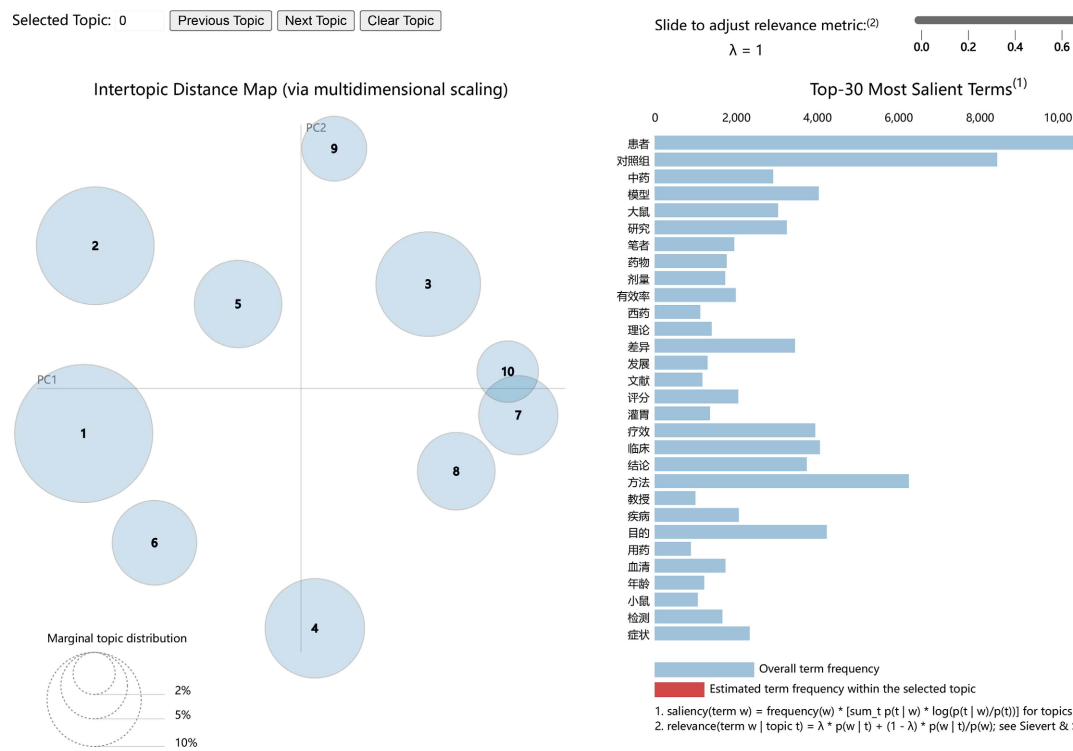 Selected Topic: 0 Previous Topic Next Topic Clear Topic
Slide to adjust relevance metric:(2)
λ = 1
0.0 0.2 0.4 0.6
Intertopic Distance Map (via multidimensional scaling)
PC2
9
2
3
5
10
PC1
7
1
8
6
4
Marginal topic distribution
2%
5%
10%
Top-30 Most Salient Terms(1)
0 2,000 4,000 6,000 8,000 10,00
患者
对照组
中药
模型
大鼠
研究
笔者
药物
剂量
有效率
西药
理论
差异
发展
文献
评分
灌胃
疗效
临床
结论
方法
教授
疾病
目的
用药
血清
年龄
小鼠
检测
症状
Overall term frequency
Estimated term frequency within the selected topic
1. saliency(term w) = frequency(w) * [sum_t p(t | w) * log(p(t | w)/p(t))] for topics
2. relevance(term w | topic t) = λ * p(w | t) + (1 - λ) * p(w | t)/p(w); see Sievert &